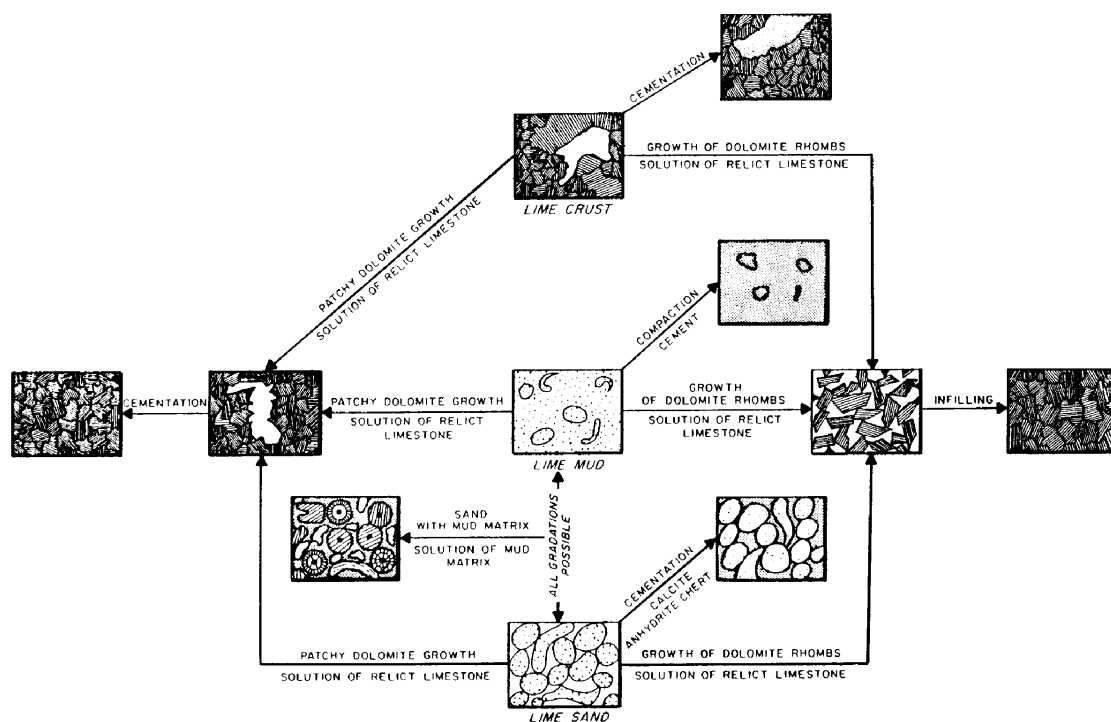 CEMENTATION
GROWTH OF DOLOMITE RHOMBS
SOLUTION OF RELICT LIMESTONE
LIME CRUST
PATCHY DOLOMITE GROWTH
SOLUTION OF RELICT LIMESTONE
COMPACTION
CEMENT
CEMENTATION
PATCHY DOLOMITE GROWTH
SOLUTION OF RELICT
LIMESTONE
GROWTH
OF DOLOMITE RHOMBS
SOLUTION OF RELICT
LIMESTONE
INFILLING
LIME MUD
SAND
WITH MUD MATRIX
SOLUTION OF MUD
MATRIX
ALL GRADATIONS
POSSIBLE
CEMENTATION
CALCITE
ANHYDRITE CHERT
PATCHY DOLOMITE GROWTH
SOLUTION OF RELICT LIMESTONE
GROWTH OF DOLOMITE RHOMBS
SOLUTION OF RELICT LIMESTONE
LIME SAND